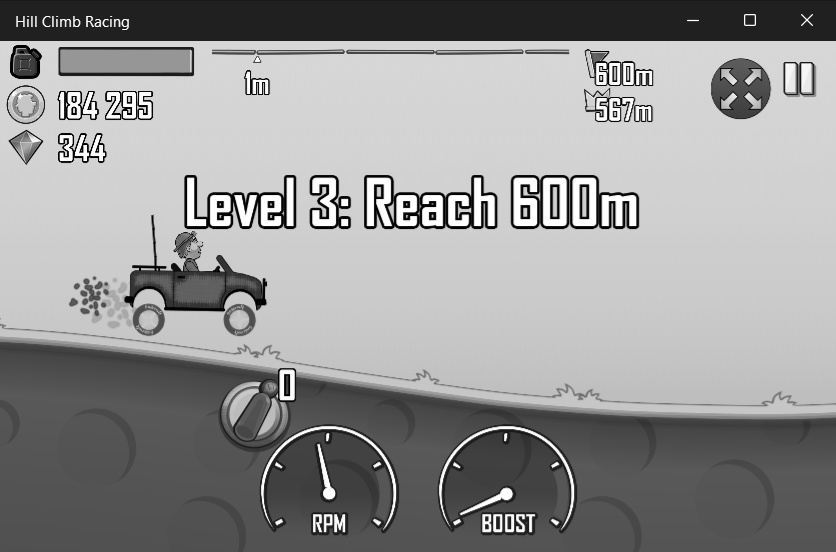 Hill Climb Racing
1m
600m
184 295
567m
344
Level 3: Reach 600m
0
RPM
BOOST